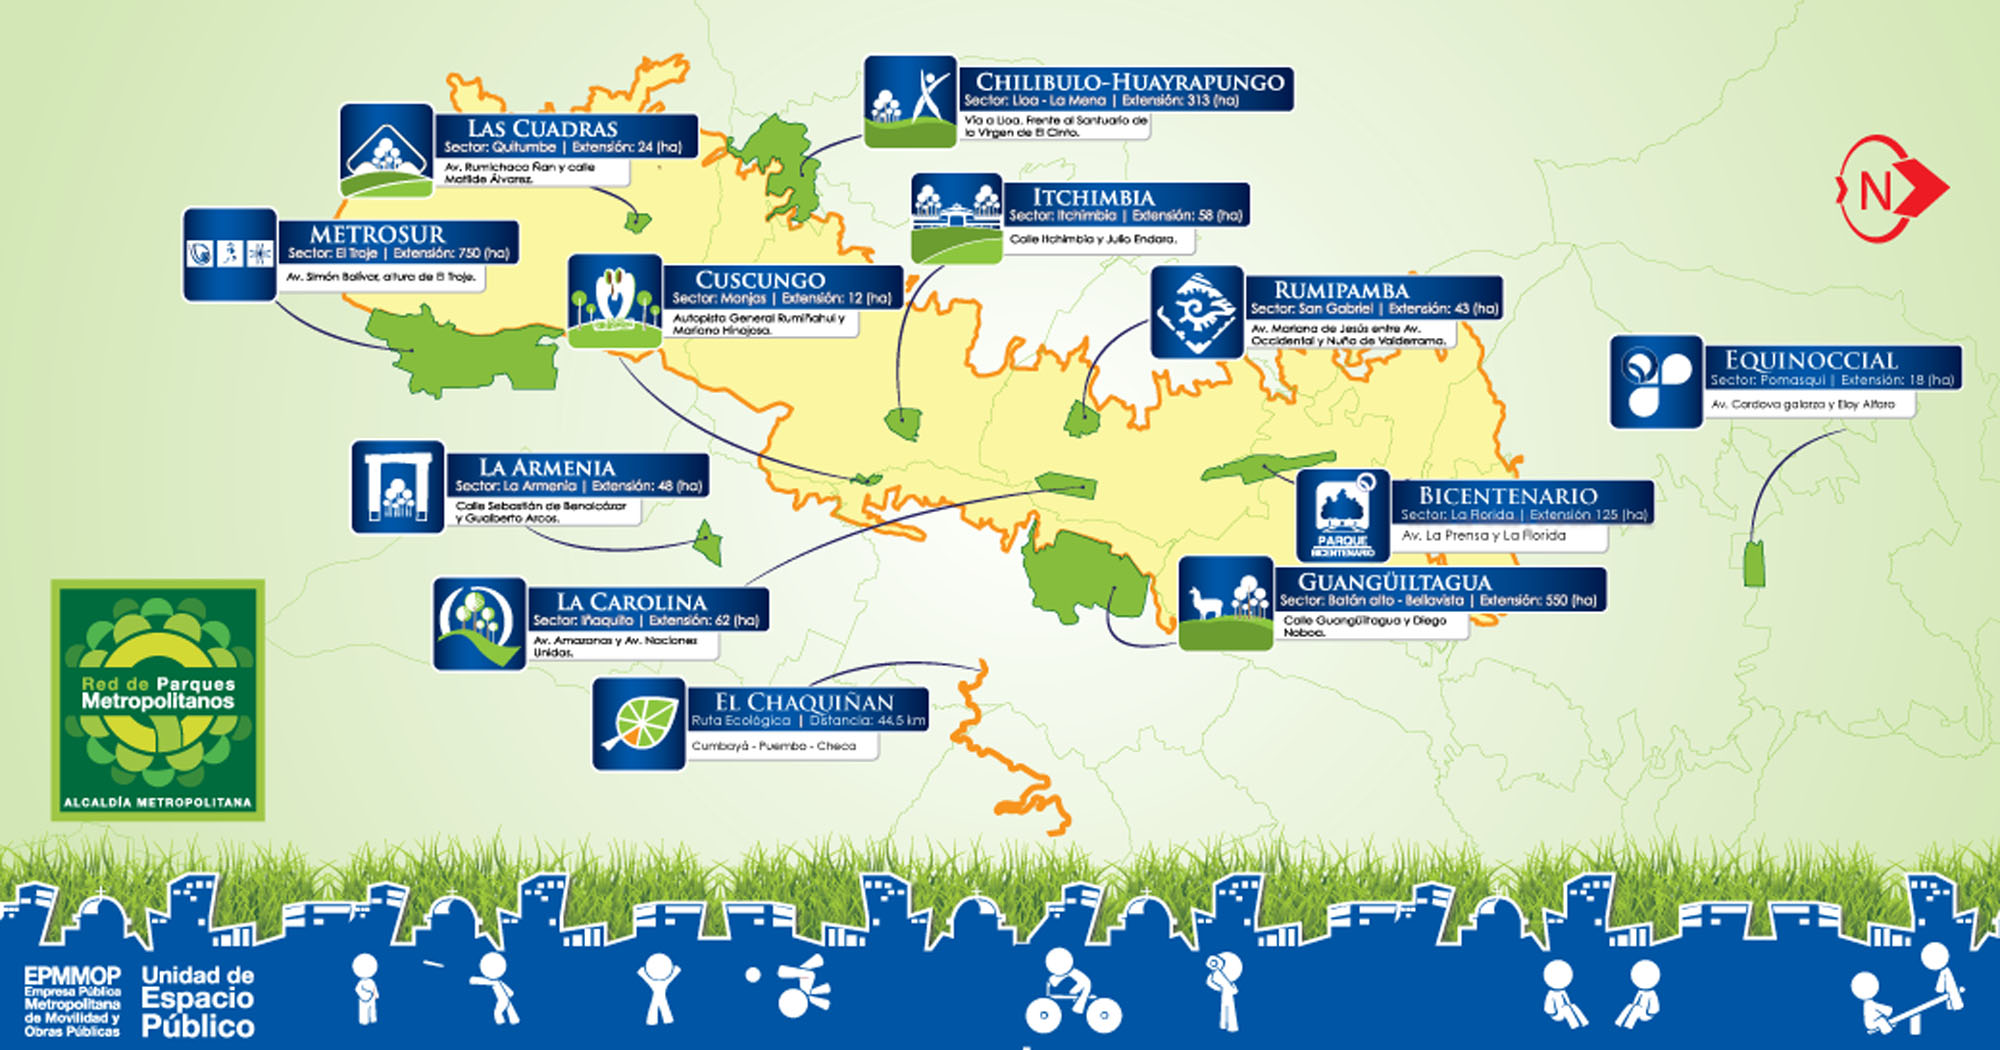 CHILIBULO-HUAYRAPUNGO
Sector: Lloa - La Mena | Extensión: 313 (ha)
Vía a Lloa. Frente al Santuario de
la Virgen de El Cinto.
LAS CUADRAS
Sector: Quitumbe | Extensión: 24 (ha)
Av. Rumichaca Ñan y calle
Matilde Álvarez.
ITCHIMBIA
Sector: Itchimbia | Extensión: 58 (ha)
Calle Itchimbia y Julio Endara.
N
METROSUR
Sector: El Troje | Extensión: 750 (ha)
Av. Simón Bolívar, altura de El Troje.
CUSCUNGO
Sector: Monjas | Extensión: 12 (ha)
Autopista General Rumiñahui y
Mariano Hinojosa.
RUMIPAMBA
Sector: San Gabriel | Extensión: 43 (ha)
Av. Mariana de Jesús entre Av.
Occidental y Nuño de Valderrama.
EQUINOCCIAL
Sector: Pomasqui | Extensión: 18 (ha)
Av. Cordova galarza y Eloy Alfaro
LA ARMENIA
Sector: La Armenia | Extensión: 48 (ha)
Calle Sebastián de Benalcázar
y Gualberto Arcos.
BICENTENARIO
Sector: La Florida | Extensión 125 (ha)
Av. La Prensa y La Florida
PARQUE
BICENTENARIO
GUANGÜILTAGUA
Sector: Batán alto - Bellavista | Extensión: 550 (ha)
Calle Guangüiltagua y Diego
Noboa.
LA CAROLINA
Sector: Iñaquito | Extensión: 62 (ha)
Av. Amazonas y Av. Naciones
Unidas.
EL CHAQUIÑAN
Ruta Ecológica | Distancia: 44.5 km
Cumbayá - Puembo - Checa
Red de Parques
Metropolitanos
ALCALDÍA METROPOLITANA
EPMMOP
Empresa Pública
Metropolitana
de Movilidad y
Obras Públicas
Unidad de
Espacio
Público